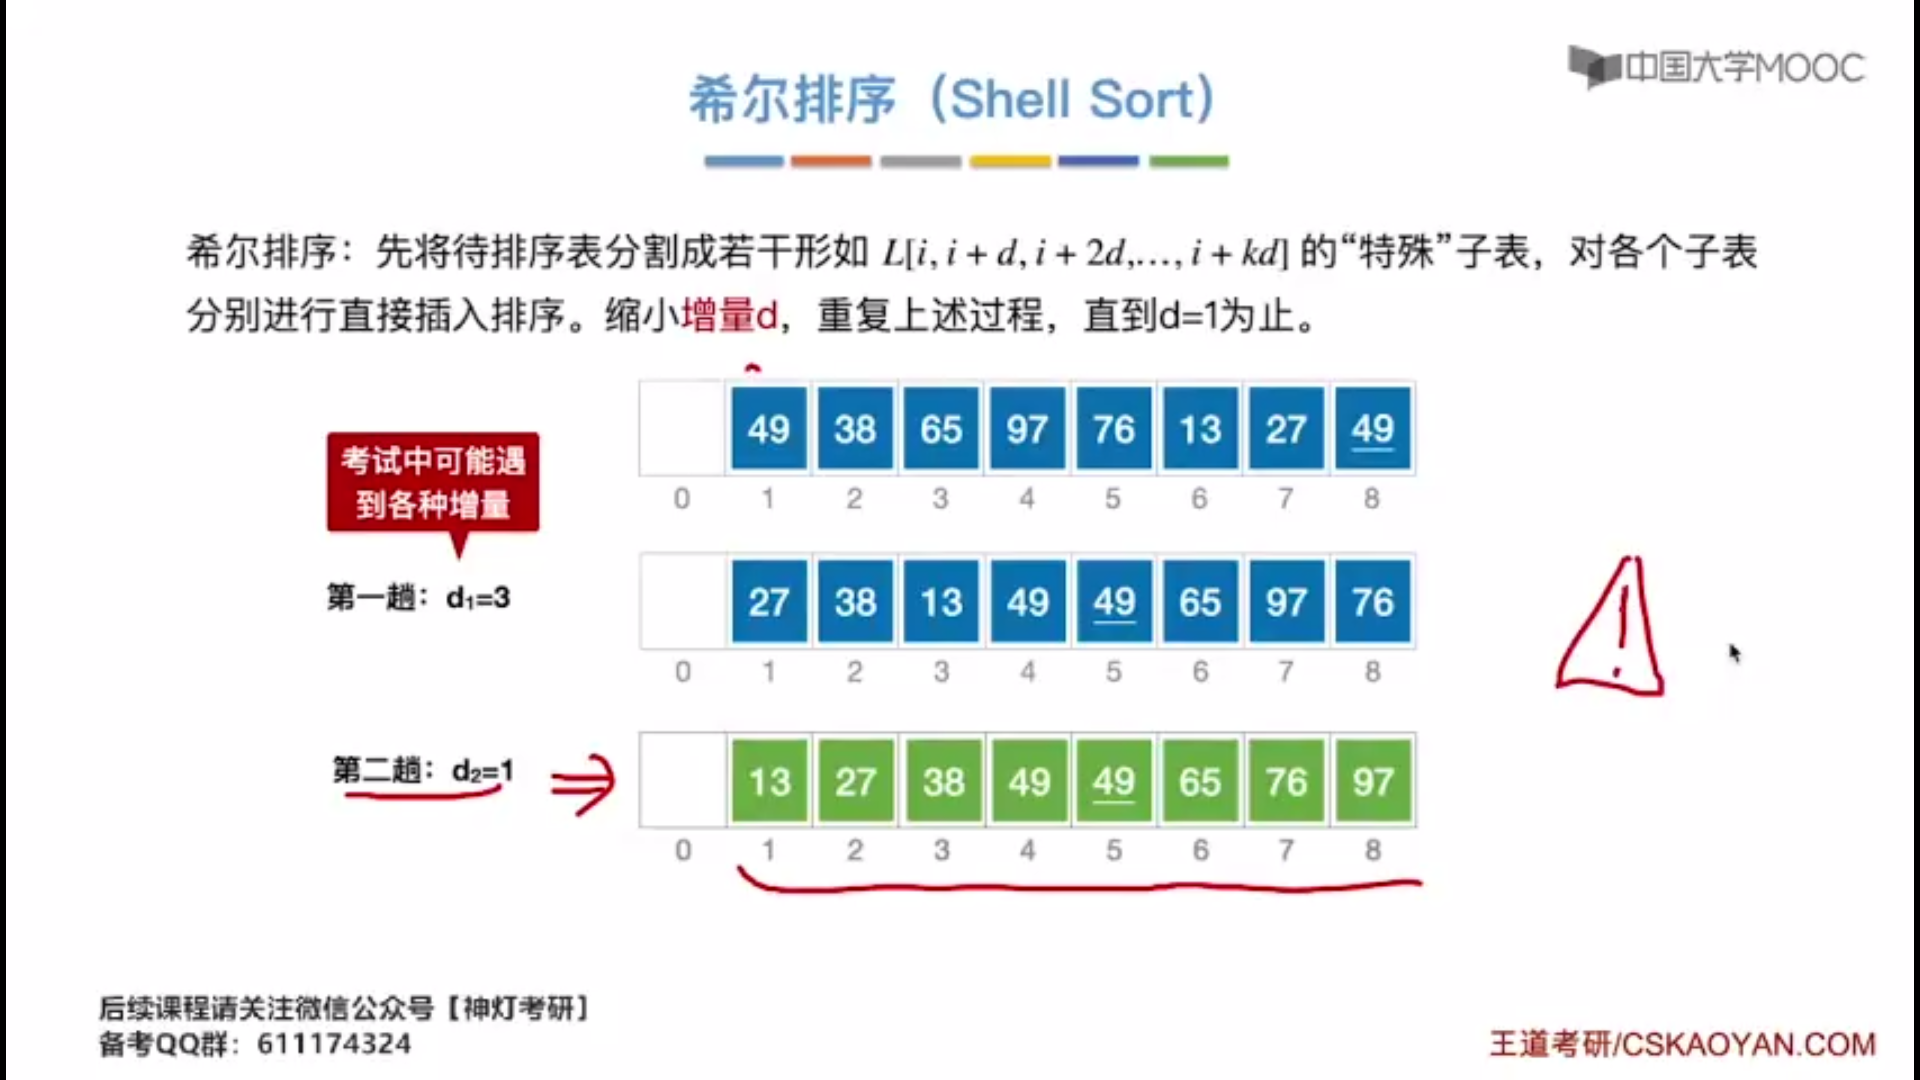 中国大学MOOC
希尔排序（Shell Sort）
希尔排序：先将待排序表分割成若干形如 L[i, i + d, i + 2d,…, i + kd] 的“特殊”子表，对各个子表
分别进行直接插入排序。缩小增量d，重复上述过程，直到d=1为止。
49 38 65 97 76 13 27 49
0 1 2 3 4 5 6 7 8
考试中可能遇
到各种增量
第一趟：d₁=3
27 38 13 49 49 65 97 76
0 1 2 3 4 5 6 7 8
第二趟：d₂=1
13 27 38 49 49 65 76 97
0 1 2 3 4 5 6 7 8
后续课程请关注微信公众号【神灯考研】
备考QQ群：611174324
王道考研/CSKAOYAN.COM